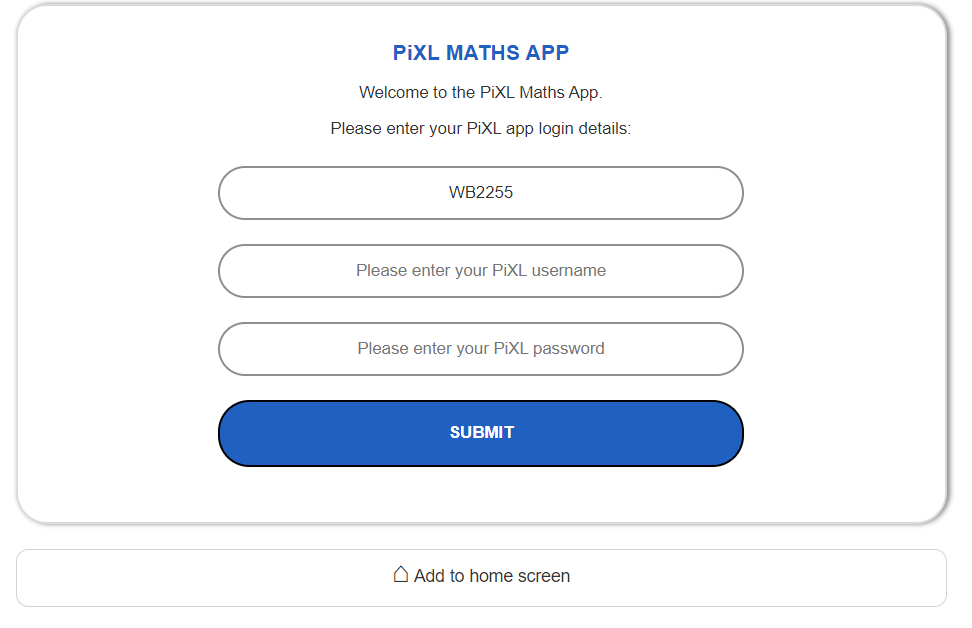 PiXL MATHS APP
Welcome to the PiXL Maths App.
Please enter your PiXL app login details:
WB2255
Please enter your PiXL username
Please enter your PiXL password
SUBMIT
Add to home screen